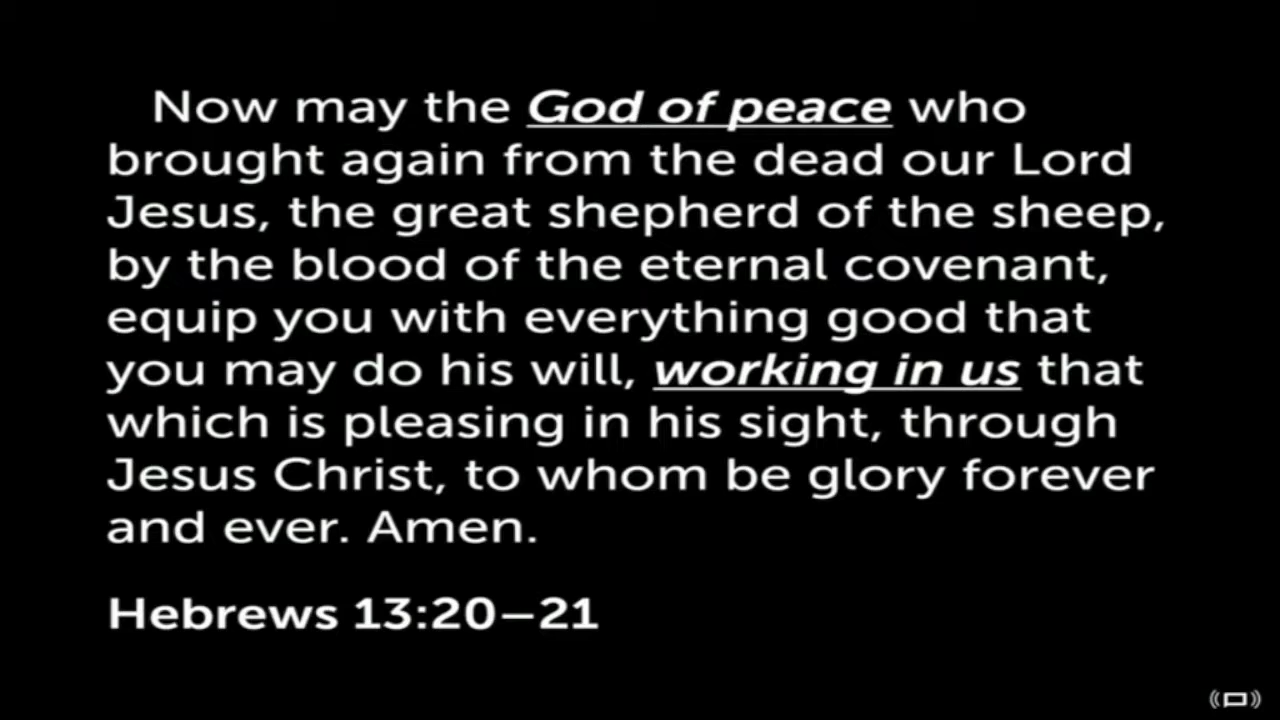 Now may the God of peace who
brought again from the dead our Lord
Jesus, the great shepherd of the sheep,
by the blood of the eternal covenant,
equip you with everything good that
you may do his will, working in us that
which is pleasing in his sight, through
Jesus Christ, to whom be glory forever
and ever. Amen.
Hebrews 13:20–21